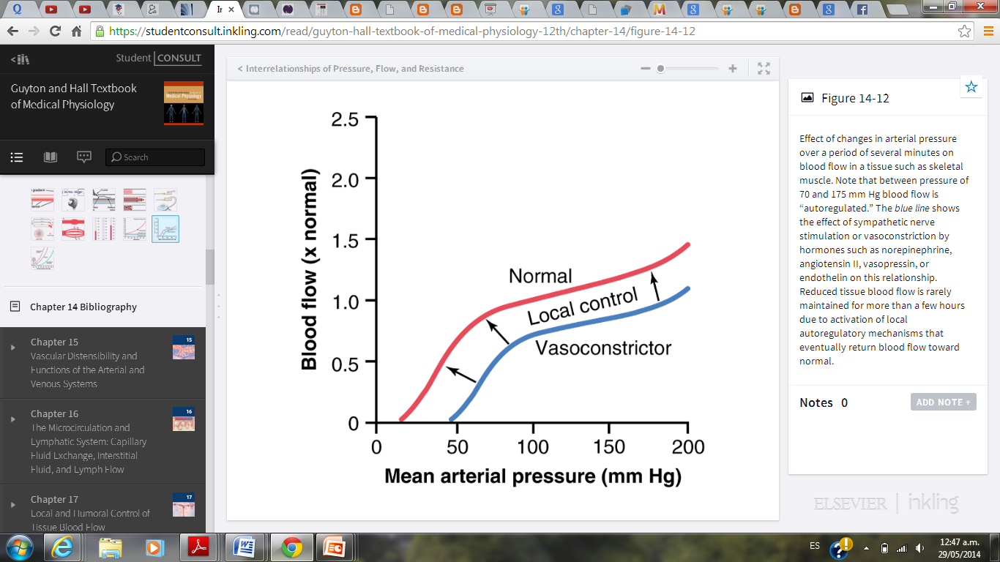 Ir
https://studentconsult.inkling.com/read/guyton-hall-textbook-of-medical-physiology-12th/chapter-14/figure-14-12
Student CONSULT
Guyton and Hall Textbook
of Medical Physiology
Search
Chapter 14 Bibliography
Chapter 15
Vascular Distensibility and
Functions of the Arterial and
Venous Systems
15
Chapter 16
The Microcirculation and
Lymphatic System: Capillary
Fluid Exchange, Interstitial
Fluid, and Lymph Flow
16
Chapter 17
Local and Humoral Control of
Tissue Blood Flow
17
< Interrelationships of Pressure, Flow, and Resistance
Blood flow (x normal)
2.5
2.0
1.5
1.0
0.5
0
Normal
Local control
Vasoconstrictor
0 50 100 150 200
Mean arterial pressure (mm Hg)
Figure 14-12
Effect of changes in arterial pressure
over a period of several minutes on
blood flow in a tissue such as skeletal
muscle. Note that between pressure of
70 and 175 mm Hg blood flow is
“autoregulated.” The blue line shows
the effect of sympathetic nerve
stimulation or vasoconstriction by
hormones such as norepinephrine,
angiotensin II, vasopressin, or
endothelin on this relationship.
Reduced tissue blood flow is rarely
maintained for more than a few hours
due to activation of local
autoregulatory mechanisms that
eventually return blood flow toward
normal.
Notes 0
ADD NOTE +
ELSEVIER | inkling
ES
12:47 a.m.
29/05/2014